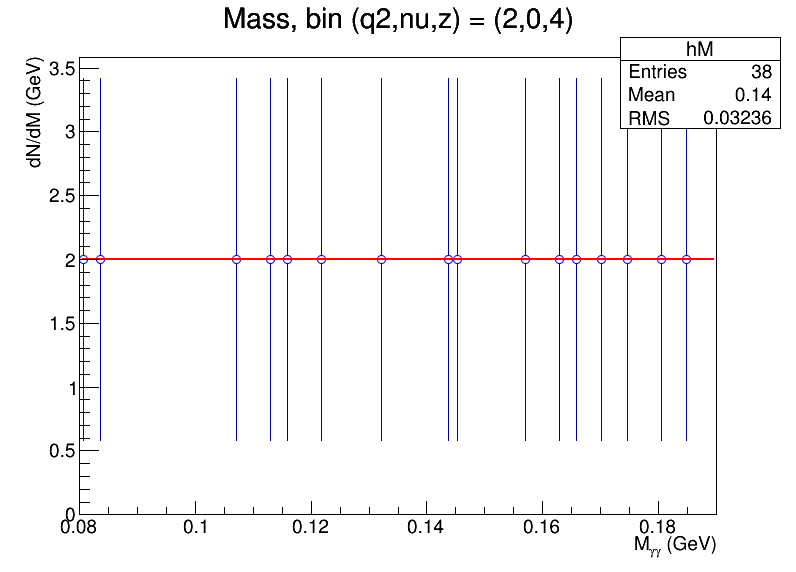 Mass, bin (q2,nu,z) = (2,0,4)
hM
Entries 38
Mean 0.14
RMS 0.03236
dN/dM (GeV)
3.5
3
2.5
2
1.5
1
0.5
0
0.08 0.1 0.12 0.14 0.16 0.18
Mγγ (GeV)